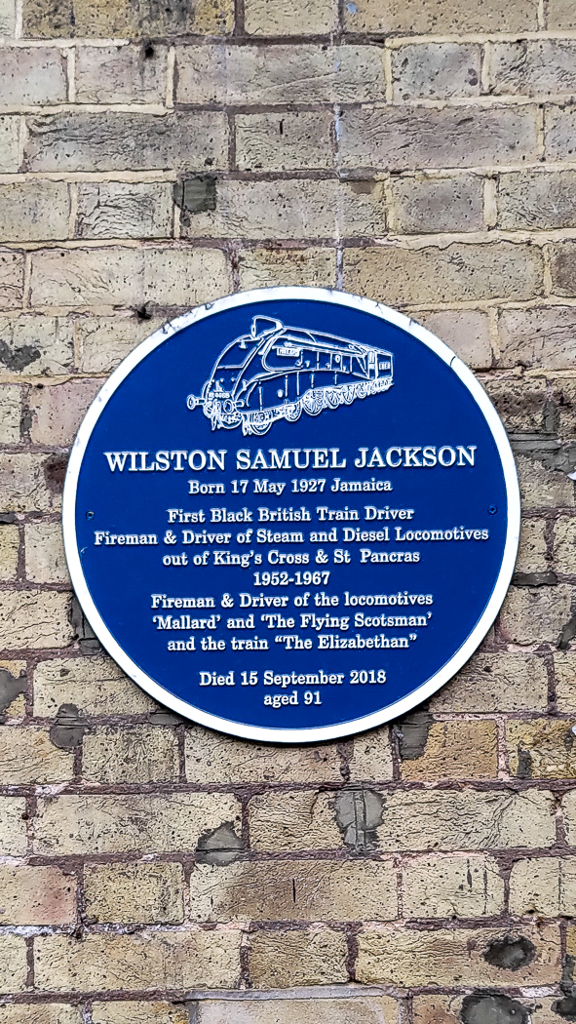 WILSTON SAMUEL JACKSON
Born 17 May 1927 Jamaica
First Black British Train Driver
Fireman & Driver of Steam and Diesel Locomotives
out of King's Cross & St Pancras
1952-1967
Fireman & Driver of the locomotives
'Mallard' and 'The Flying Scotsman'
and the train "The Elizabethan"
Died 15 September 2018
aged 91